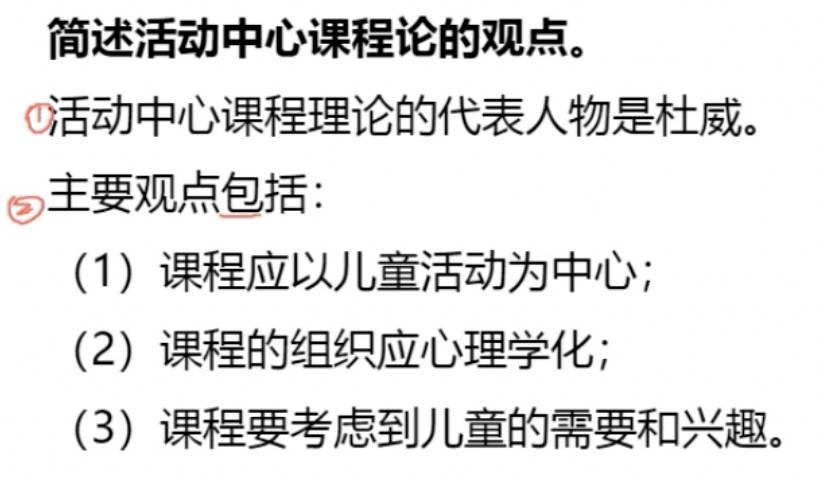 简述活动中心课程论的观点。
①活动中心课程理论的代表人物是杜威。
②主要观点包括：
（1）课程应以儿童活动为中心；
（2）课程的组织应心理学化；
（3）课程要考虑到儿童的需要和兴趣。